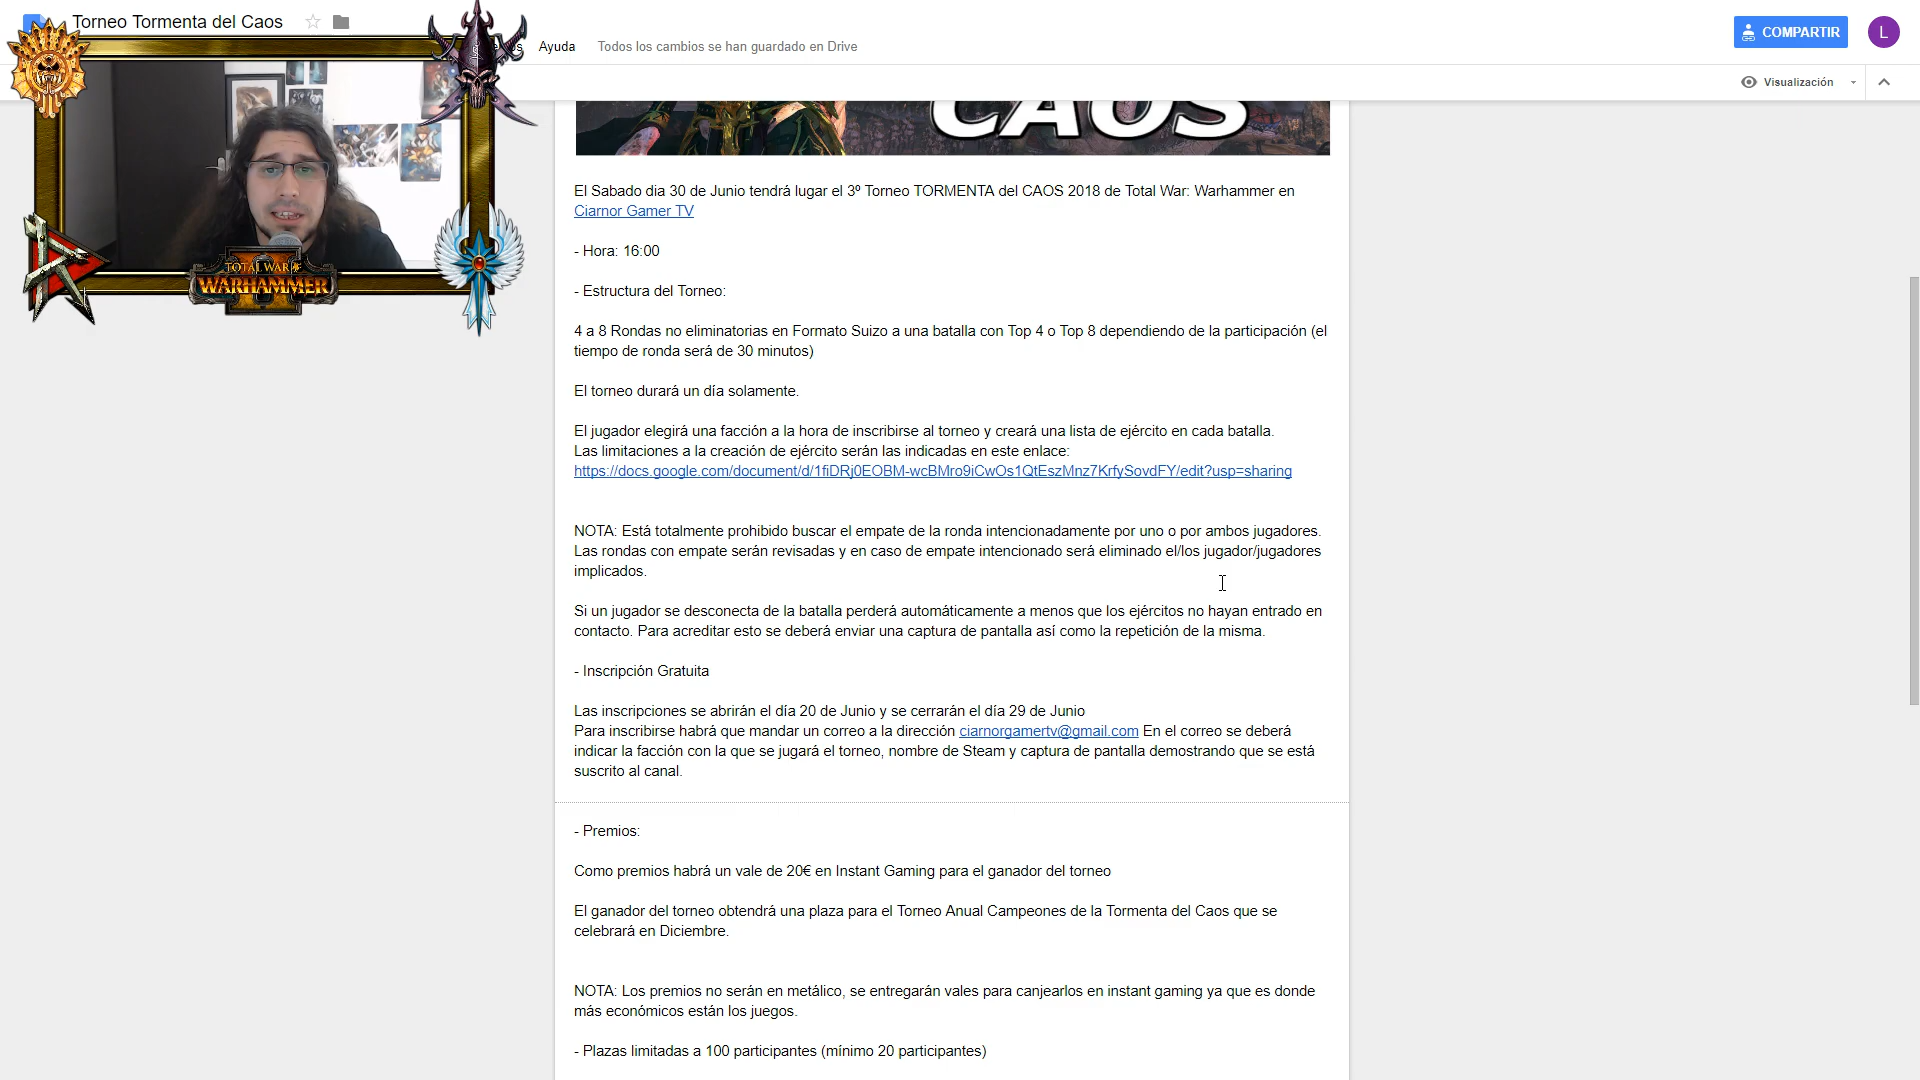 Torneo Tormenta del Caos
Ayuda
Todos los cambios se han guardado en Drive
COMPARTIR
L
Visualización
CAOS
TOTAL WAR
WARHAMMER
II
El Sabado dia 30 de Junio tendrá lugar el 3º Torneo TORMENTA del CAOS 2018 de Total War: Warhammer en
Ciarnor Gamer TV
- Hora: 16:00
- Estructura del Torneo:
4 a 8 Rondas no eliminatorias en Formato Suizo a una batalla con Top 4 o Top 8 dependiendo de la participación (el
tiempo de ronda será de 30 minutos)
El torneo durará un día solamente.
El jugador elegirá una facción a la hora de inscribirse al torneo y creará una lista de ejército en cada batalla.
Las limitaciones a la creación de ejército serán las indicadas en este enlace:
https://docs.google.com/document/d/1fiDRj0EOBM-wcBMro9iCwOs1QtEszMnz7KrfySovdFY/edit?usp=sharing
NOTA: Está totalmente prohibido buscar el empate de la ronda intencionadamente por uno o por ambos jugadores.
Las rondas con empate serán revisadas y en caso de empate intencionado será eliminado el/los jugador/jugadores
implicados.
Si un jugador se desconecta de la batalla perderá automáticamente a menos que los ejércitos no hayan entrado en
contacto. Para acreditar esto se deberá enviar una captura de pantalla así como la repetición de la misma.
- Inscripción Gratuita
Las inscripciones se abrirán el día 20 de Junio y se cerrarán el día 29 de Junio
Para inscribirse habrá que mandar un correo a la dirección ciarnorgamertv@gmail.com En el correo se deberá
indicar la facción con la que se jugará el torneo, nombre de Steam y captura de pantalla demostrando que se está
suscrito al canal.
- Premios:
Como premios habrá un vale de 20€ en Instant Gaming para el ganador del torneo
El ganador del torneo obtendrá una plaza para el Torneo Anual Campeones de la Tormenta del Caos que se
celebrará en Diciembre.
NOTA: Los premios no serán en metálico, se entregarán vales para canjearlos en instant gaming ya que es donde
más económicos están los juegos.
- Plazas limitadas a 100 participantes (mínimo 20 participantes)